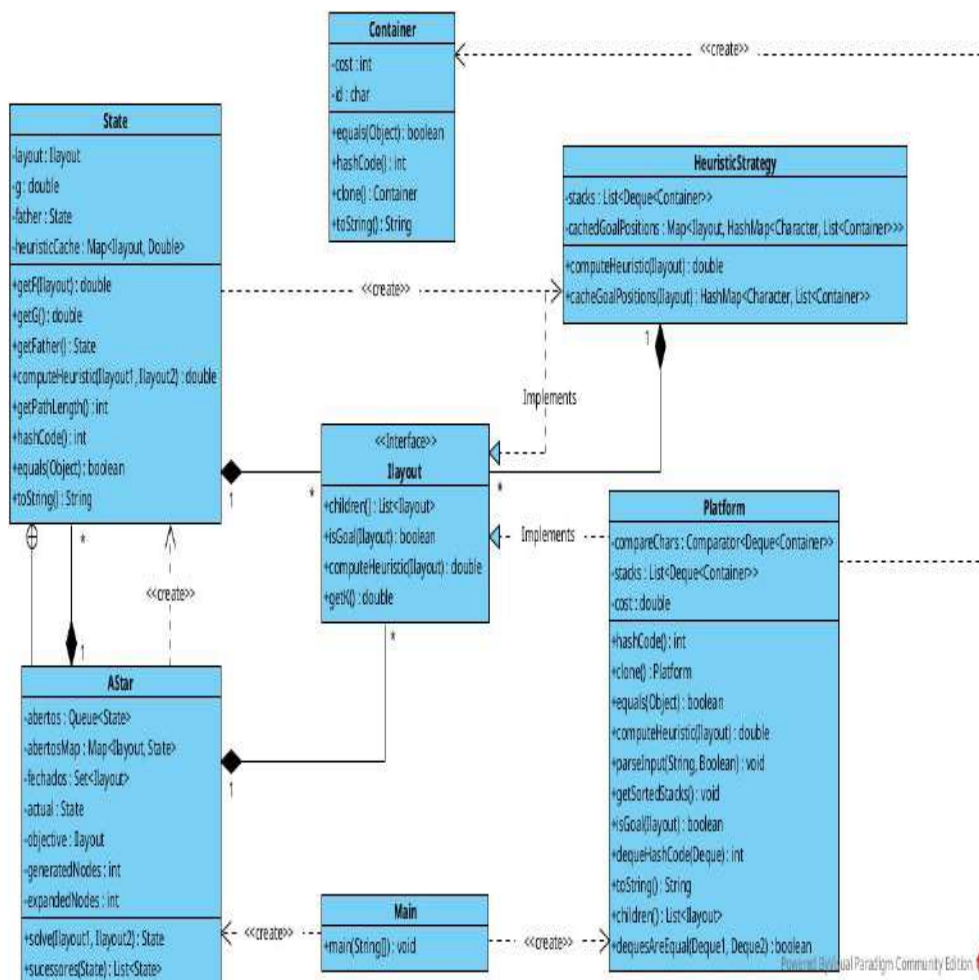 Container
-cost : int
-id : char
+equals(Object) : boolean
+hashCode() : int
+clone() : Container
+toString() : String
<<create>>
State
-layout : Ilayout
-g : double
-father : State
-heuristicCache : Map<Ilayout, Double>
+getF(Ilayout) : double
+getG() : double
+getFather() : State
+computeHeuristic(Ilayout1, Ilayout2) : double
+getPathLength() : int
+hashCode() : int
+equals(Object) : boolean
+toString() : String
HeuristicStrategy
-stacks : List<Deque<Container>>
-cachedGoalPositions : Map<Ilayout, HashMap<Character, List<Container>>>
+computeHeuristic(Ilayout) : double
+cacheGoalPositions(Ilayout) : HashMap<Character, List<Container>>
<<create>>
1
Implements
<<Interface>>
Ilayout
+children() : List<Ilayout>
+isGoal(Ilayout) : boolean
+computeHeuristic(Ilayout) : double
+getK() : double
1
*
*
*
Implements
Platform
-compareChars : Comparator<Deque<Container>>
-stacks : List<Deque<Container>>
-cost : double
+hashCode() : int
+clone() : Platform
+equals(Object) : boolean
+computeHeuristic(Ilayout) : double
+parseInput(String, Boolean) : void
+getSortedStacks() : void
+isGoal(Ilayout) : boolean
+dequeHashCode(Deque) : int
+toString() : String
+children() : List<Ilayout>
+dequesAreEqual(Deque1, Deque2) : boolean
*
<<create>>
1
AStar
-abertos : Queue<State>
-abertosMap : Map<Ilayout, State>
-fechados : Set<Ilayout>
-actual : State
-objective : Ilayout
-generatedNodes : int
-expandedNodes : int
+solve(Ilayout1, Ilayout2) : State
+sucessores(State) : List<State>
1
<<create>>
Main
+main(String[]) : void
<<create>>
Powered By Visual Paradigm Community Edition